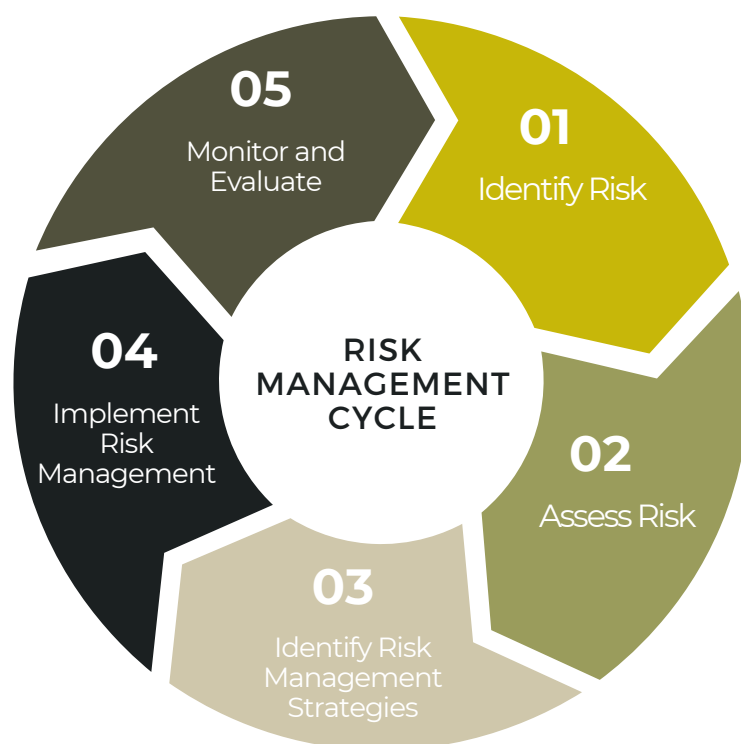 RISK
MANAGEMENT
CYCLE
01
Identify Risk
02
Assess Risk
03
Identify Risk
Management
Strategies
04
Implement
Risk
Management
05
Monitor and
Evaluate